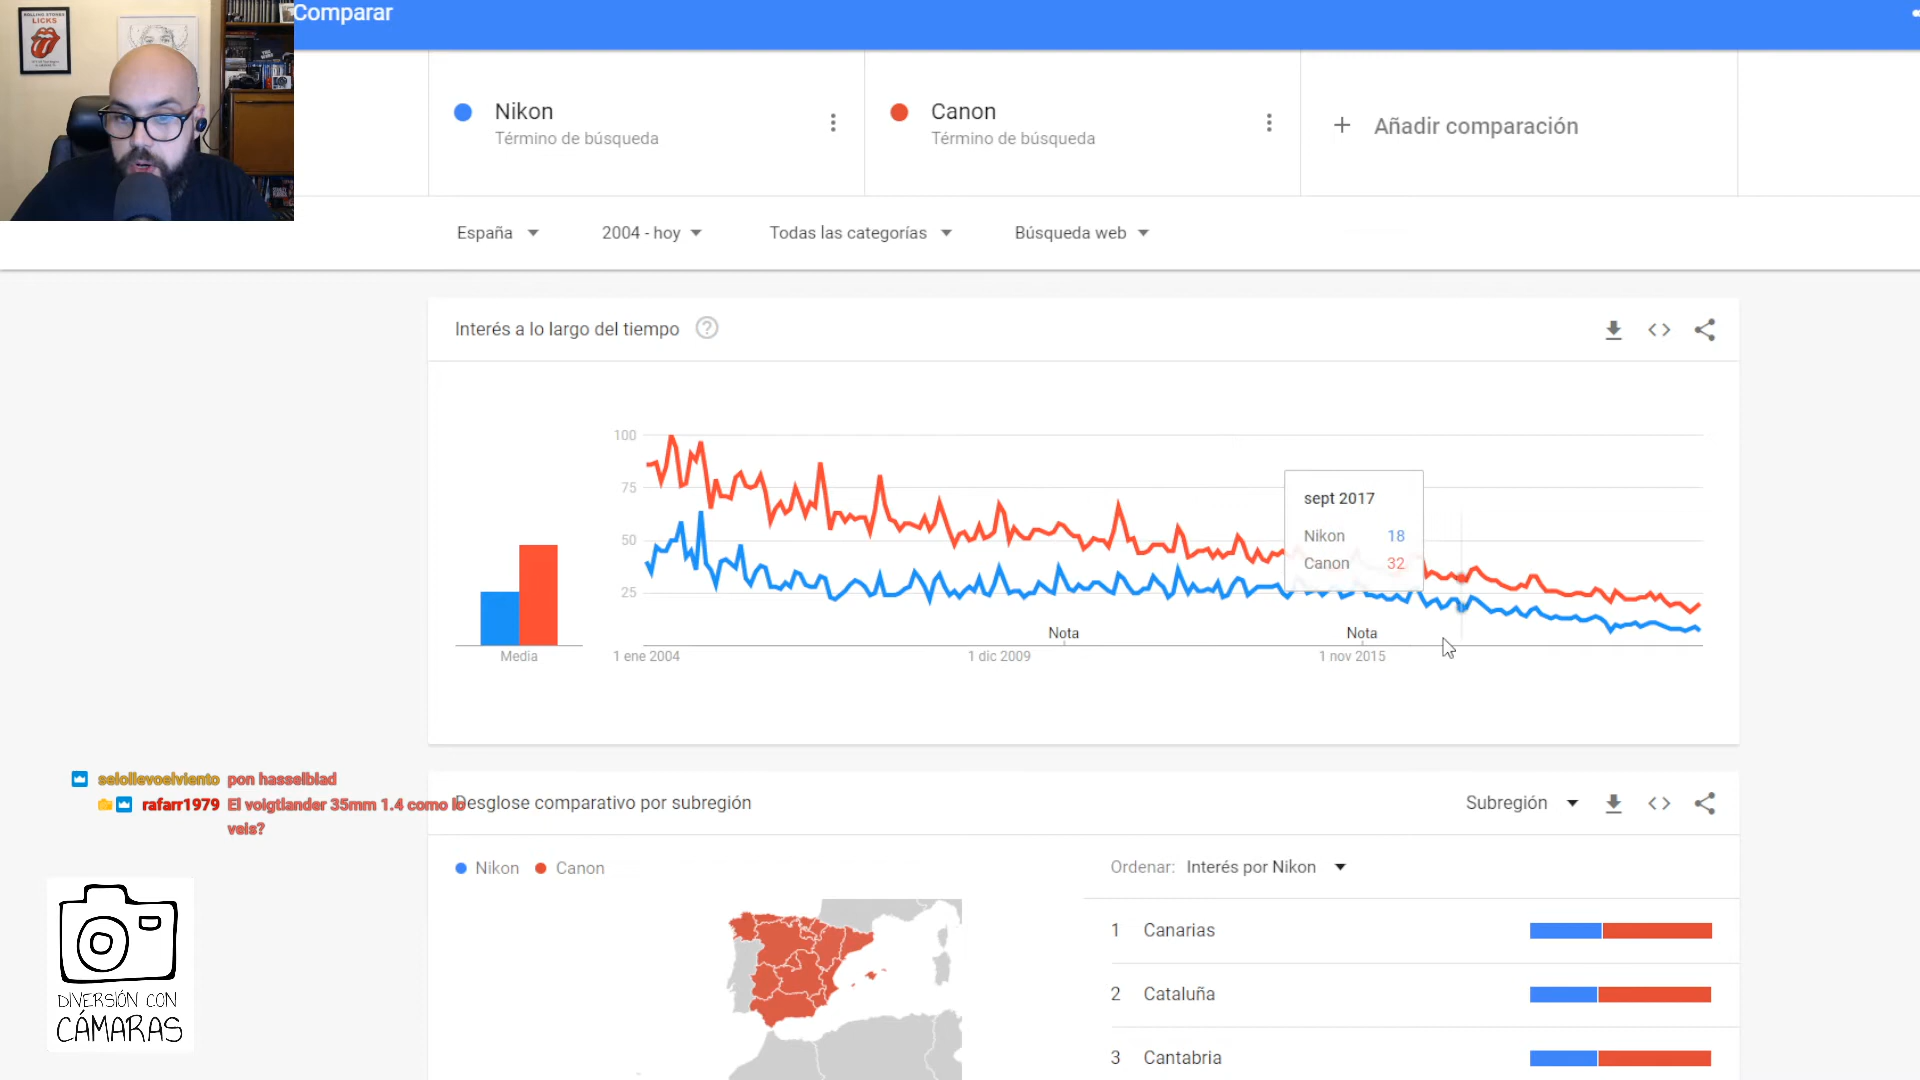 ROLLING STONES
LICKS
Comparar
Nikon
Término de búsqueda
Canon
Término de búsqueda
+ Añadir comparación
España
2004 - hoy
Todas las categorías
Búsqueda web
Interés a lo largo del tiempo
100
75
50
25
sept 2017
Nikon 18
Canon 32
Nota
Nota
Media
1 ene 2004
1 dic 2009
1 nov 2015
selollevoelviento pon hasselblad
rafarr1979 El voigtlander 35mm 1.4 como lo
veis?
Desglose comparativo por subregión
Subregión
Nikon
Canon
Ordenar: Interés por Nikon
1 Canarias
2 Cataluña
3 Cantabria
DIVERSIÓN CON
CÁMARAS